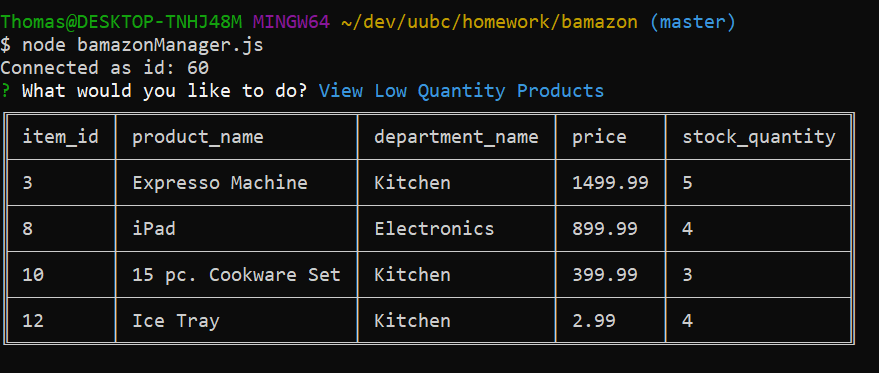 Thomas@DESKTOP-TNHJ48M MINGW64 ~/dev/uubc/homework/bamazon (master)
$ node bamazonManager.js
Connected as id: 60
? What would you like to do? View Low Quantity Products
item_id product_name department_name price stock_quantity
3 Expresso Machine Kitchen 1499.99 5
8 iPad Electronics 899.99 4
10 15 pc. Cookware Set Kitchen 399.99 3
12 Ice Tray Kitchen 2.99 4